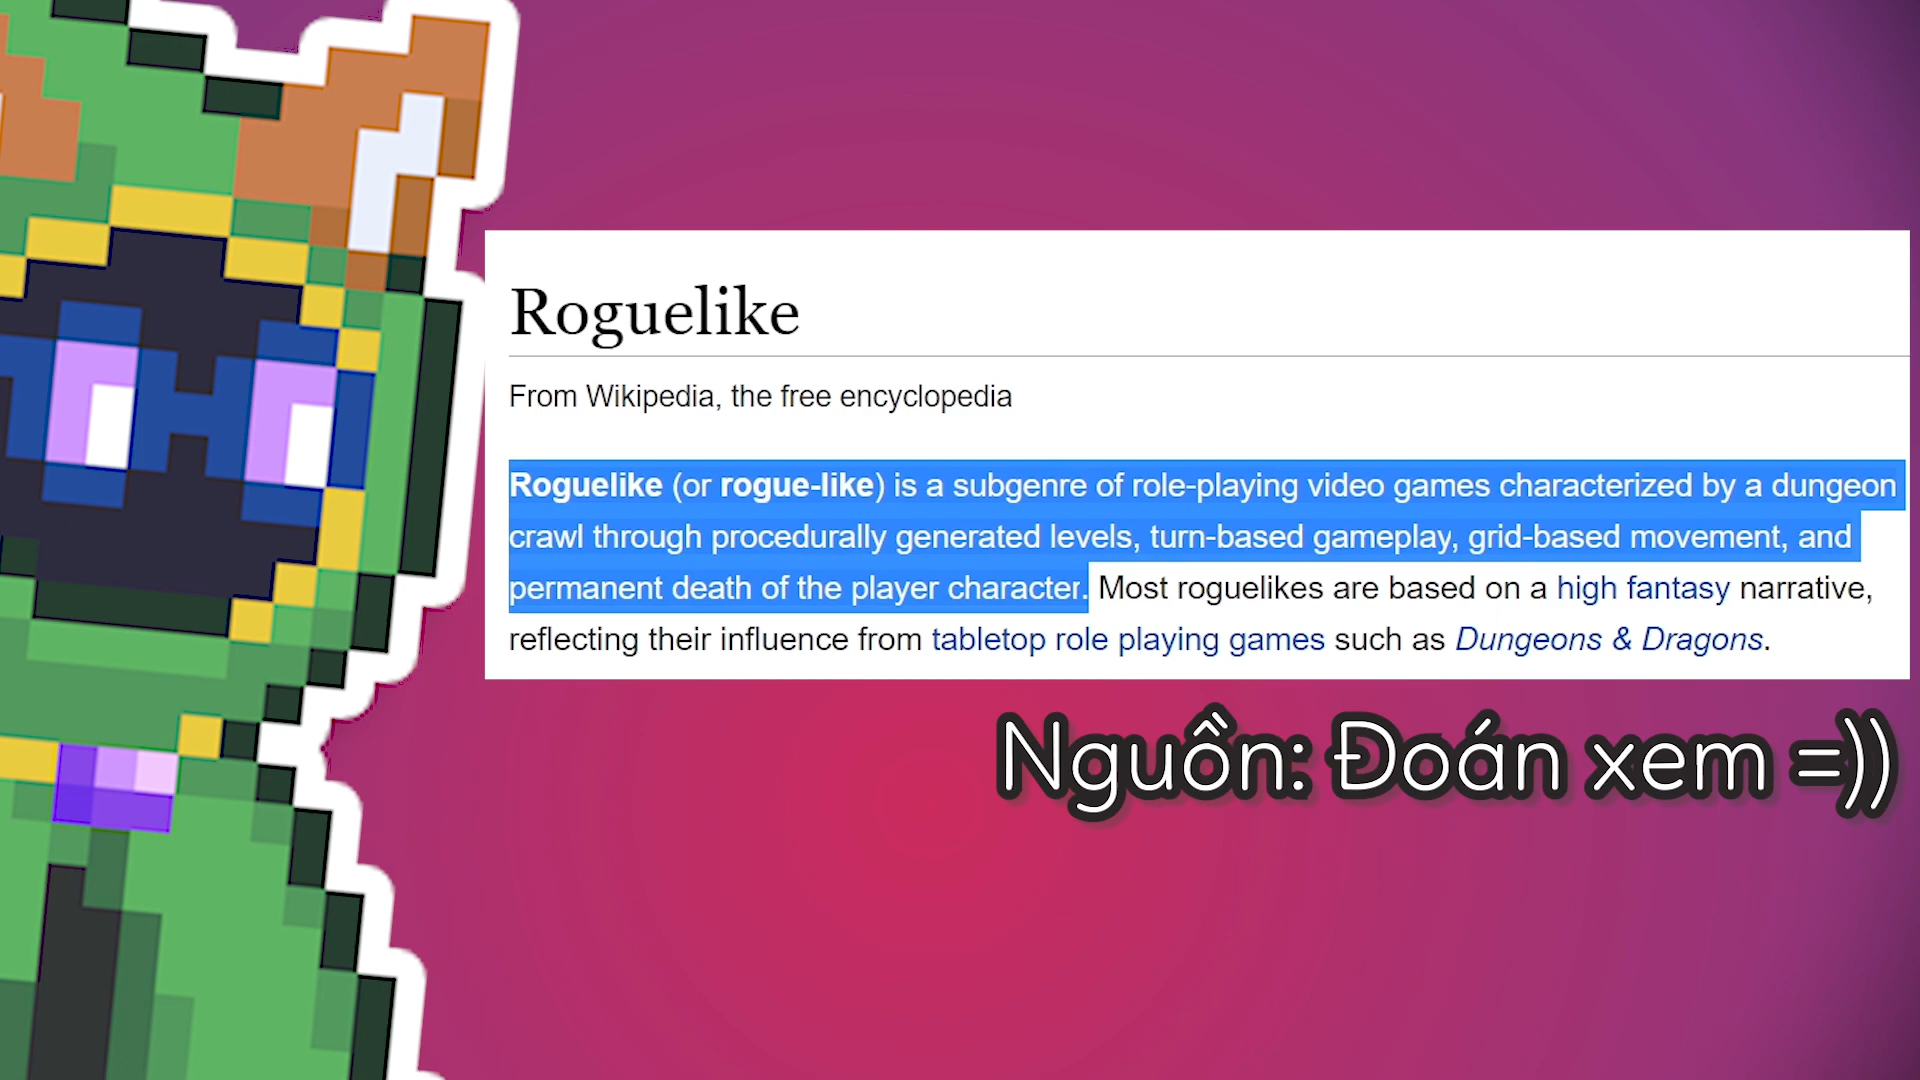 Roguelike
From Wikipedia, the free encyclopedia
Roguelike (or rogue-like) is a subgenre of role-playing video games characterized by a dungeon
crawl through procedurally generated levels, turn-based gameplay, grid-based movement, and
permanent death of the player character. Most roguelikes are based on a high fantasy narrative,
reflecting their influence from tabletop role playing games such as Dungeons & Dragons.
Nguồn: Đoán xem =))